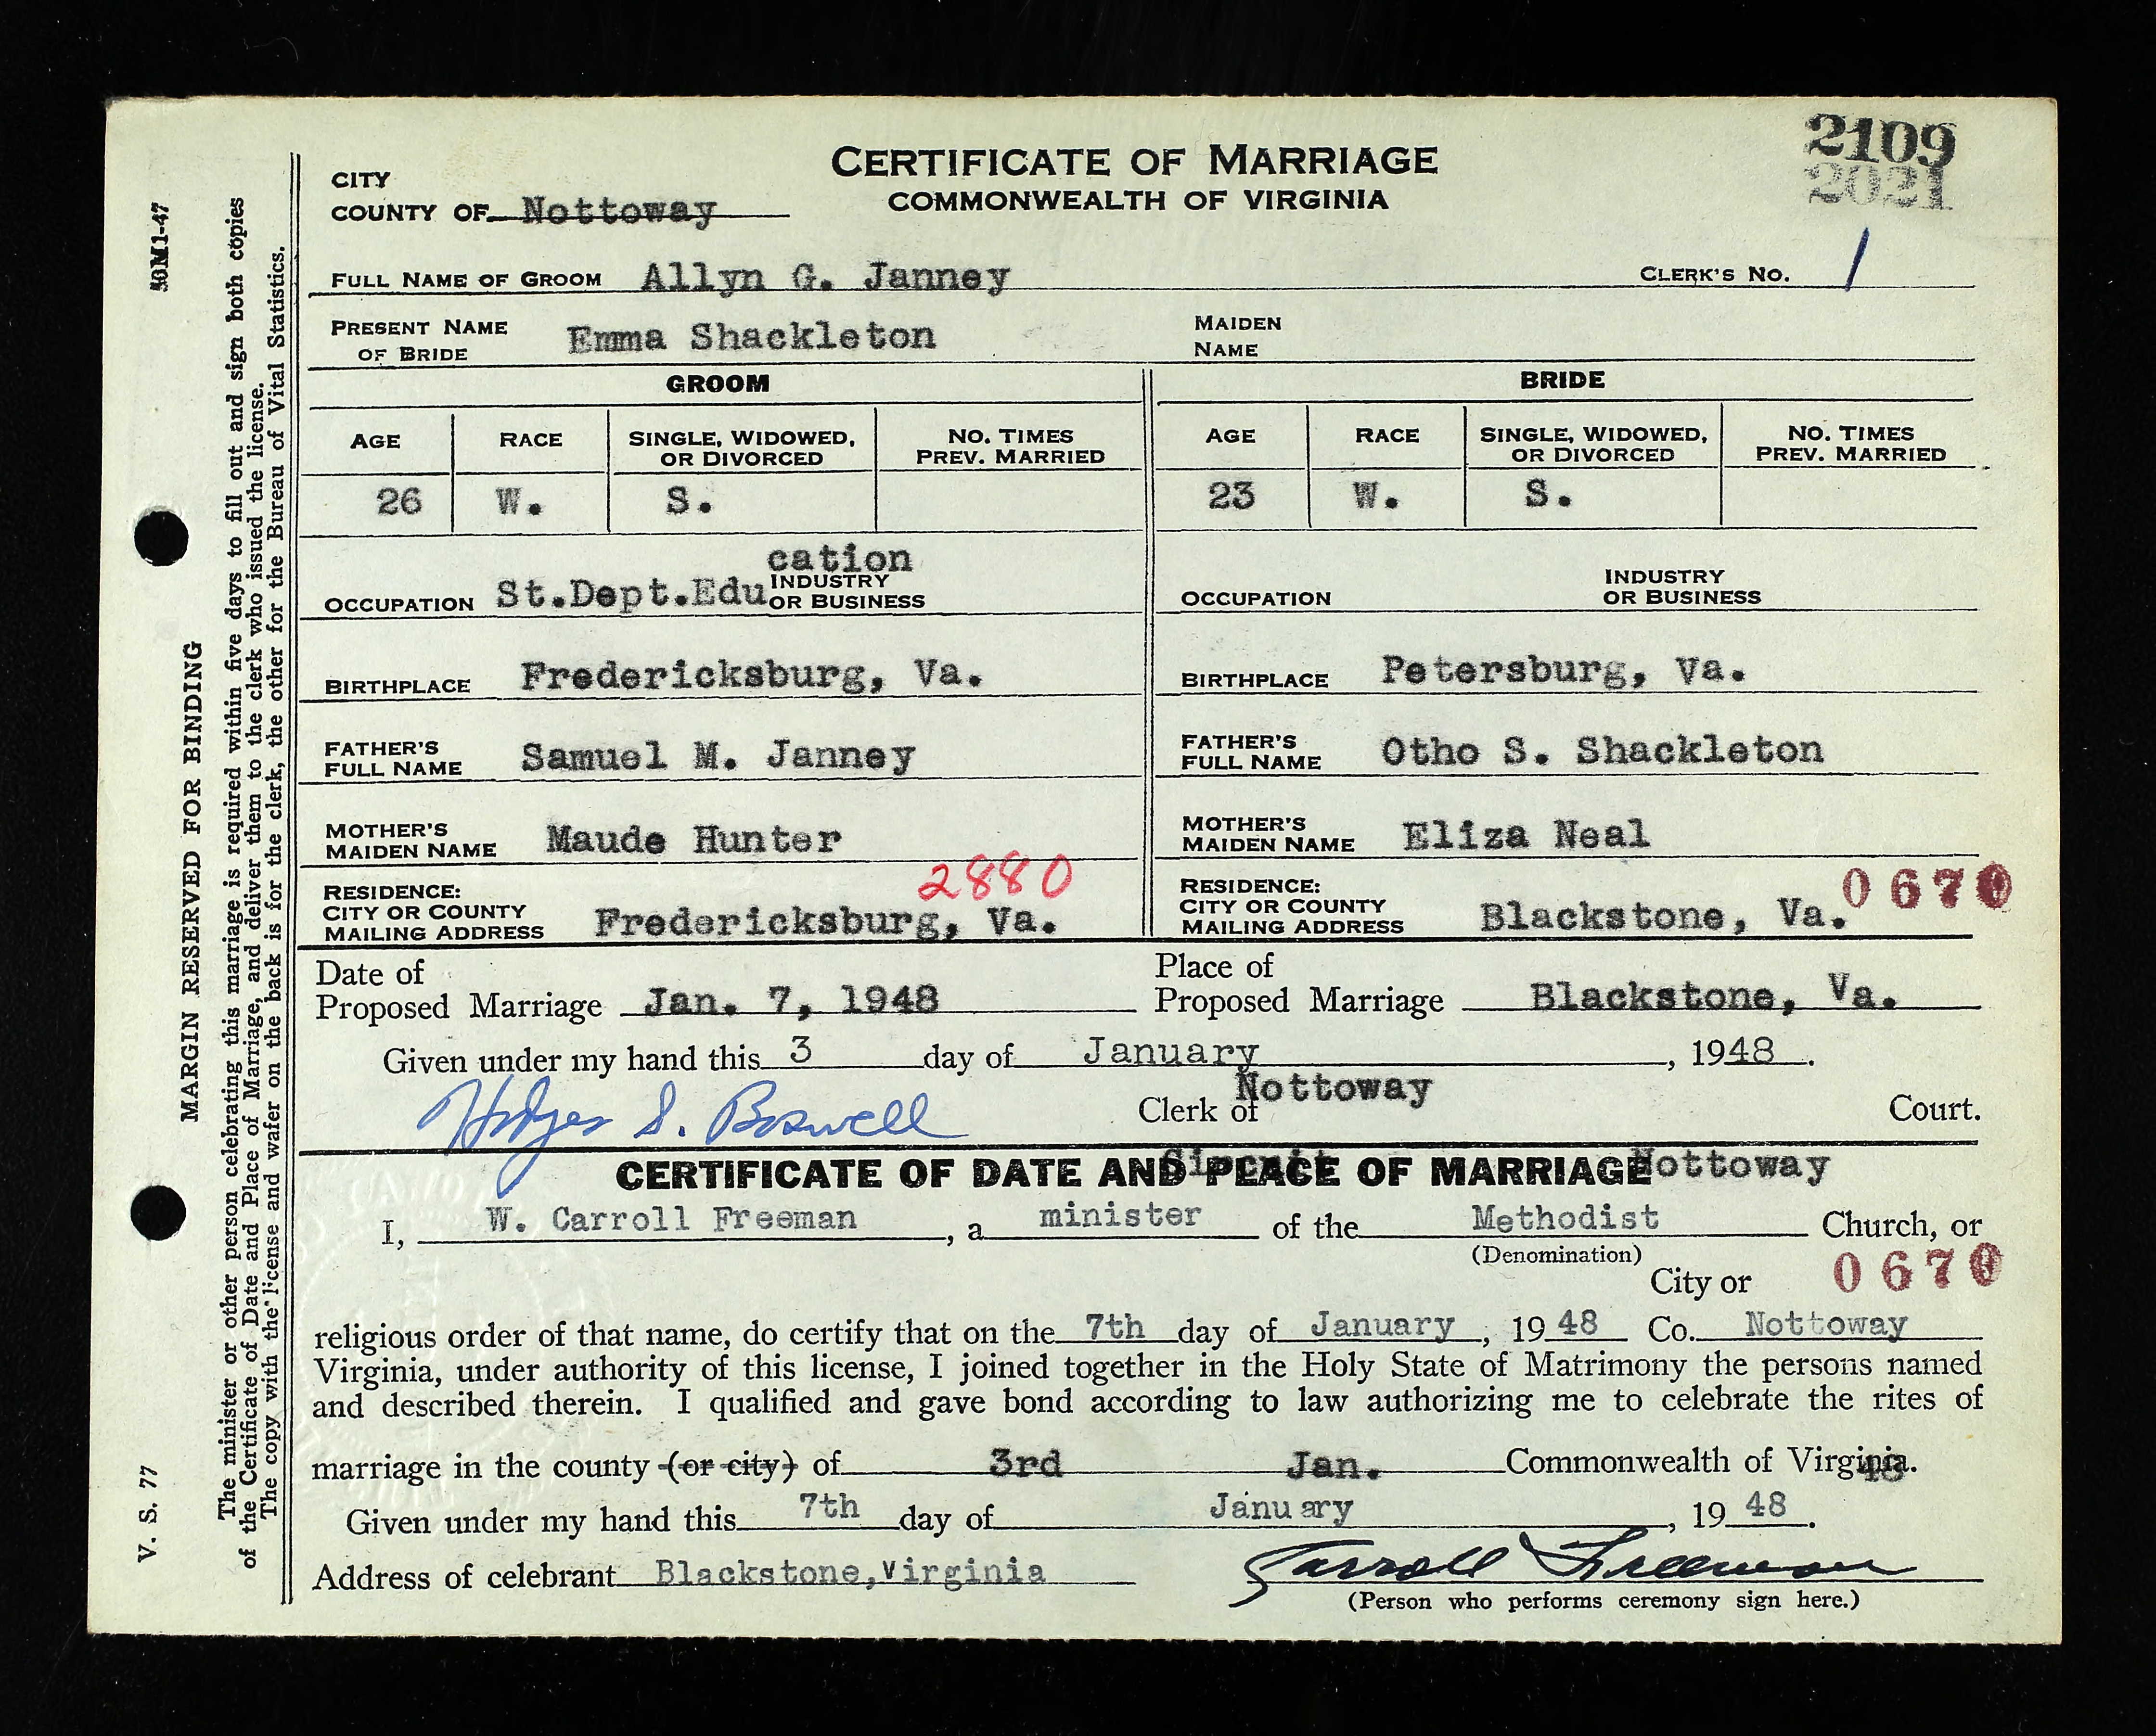 2109
2021
CERTIFICATE OF MARRIAGE
COMMONWEALTH OF VIRGINIA
CITY
COUNTY OF Nottoway
FULL NAME OF GROOM Allyn G. Janney CLERK'S NO. 1
PRESENT NAME OF BRIDE Emma Shackleton MAIDEN NAME
GROOM BRIDE
AGE RACE SINGLE, WIDOWED, OR DIVORCED NO. TIMES PREV. MARRIED AGE RACE SINGLE, WIDOWED, OR DIVORCED NO. TIMES PREV. MARRIED
26 W. S. 23 W. S.
cation
OCCUPATION St.Dept.Edu INDUSTRY OR BUSINESS OCCUPATION INDUSTRY OR BUSINESS
BIRTHPLACE Fredericksburg, Va. BIRTHPLACE Petersburg, Va.
FATHER'S FULL NAME Samuel M. Janney FATHER'S FULL NAME Otho S. Shackleton
MOTHER'S MAIDEN NAME Maude Hunter MOTHER'S MAIDEN NAME Eliza Neal
2880 0670
RESIDENCE: CITY OR COUNTY MAILING ADDRESS Fredericksburg, Va. RESIDENCE: CITY OR COUNTY MAILING ADDRESS Blackstone, Va.
Date of Proposed Marriage Jan. 7, 1948 Place of Proposed Marriage Blackstone, Va.
Given under my hand this 3 day of January, 1948.
Hodges S. Boswell Clerk of Nottoway Court.
CERTIFICATE OF DATE AND PLACE OF MARRIAGE Nottoway
Circuit
I, W. Carroll Freeman, a minister of the Methodist Church, or
(Denomination)
City or 0670
religious order of that name, do certify that on the 7th day of January, 1948 Co. Nottoway
Virginia, under authority of this license, I joined together in the Holy State of Matrimony the persons named
and described therein. I qualified and gave bond according to law authorizing me to celebrate the rites of
marriage in the county (or city) of 3rd Jan. Commonwealth of Virginia. 48
Given under my hand this 7th day of January, 1948.
Address of celebrant Blackstone,Virginia Carroll Freeman
(Person who performs ceremony sign here.)
50M1-47
MARGIN RESERVED FOR BINDING
V. S. 77
The minister or other person celebrating this marriage is required within five days to fill out and sign both copies
of the Certificate of Date and Place of Marriage, and deliver them to the clerk who issued the license.
The copy with the license and wafer on the back is for the clerk, the other for the Bureau of Vital Statistics.